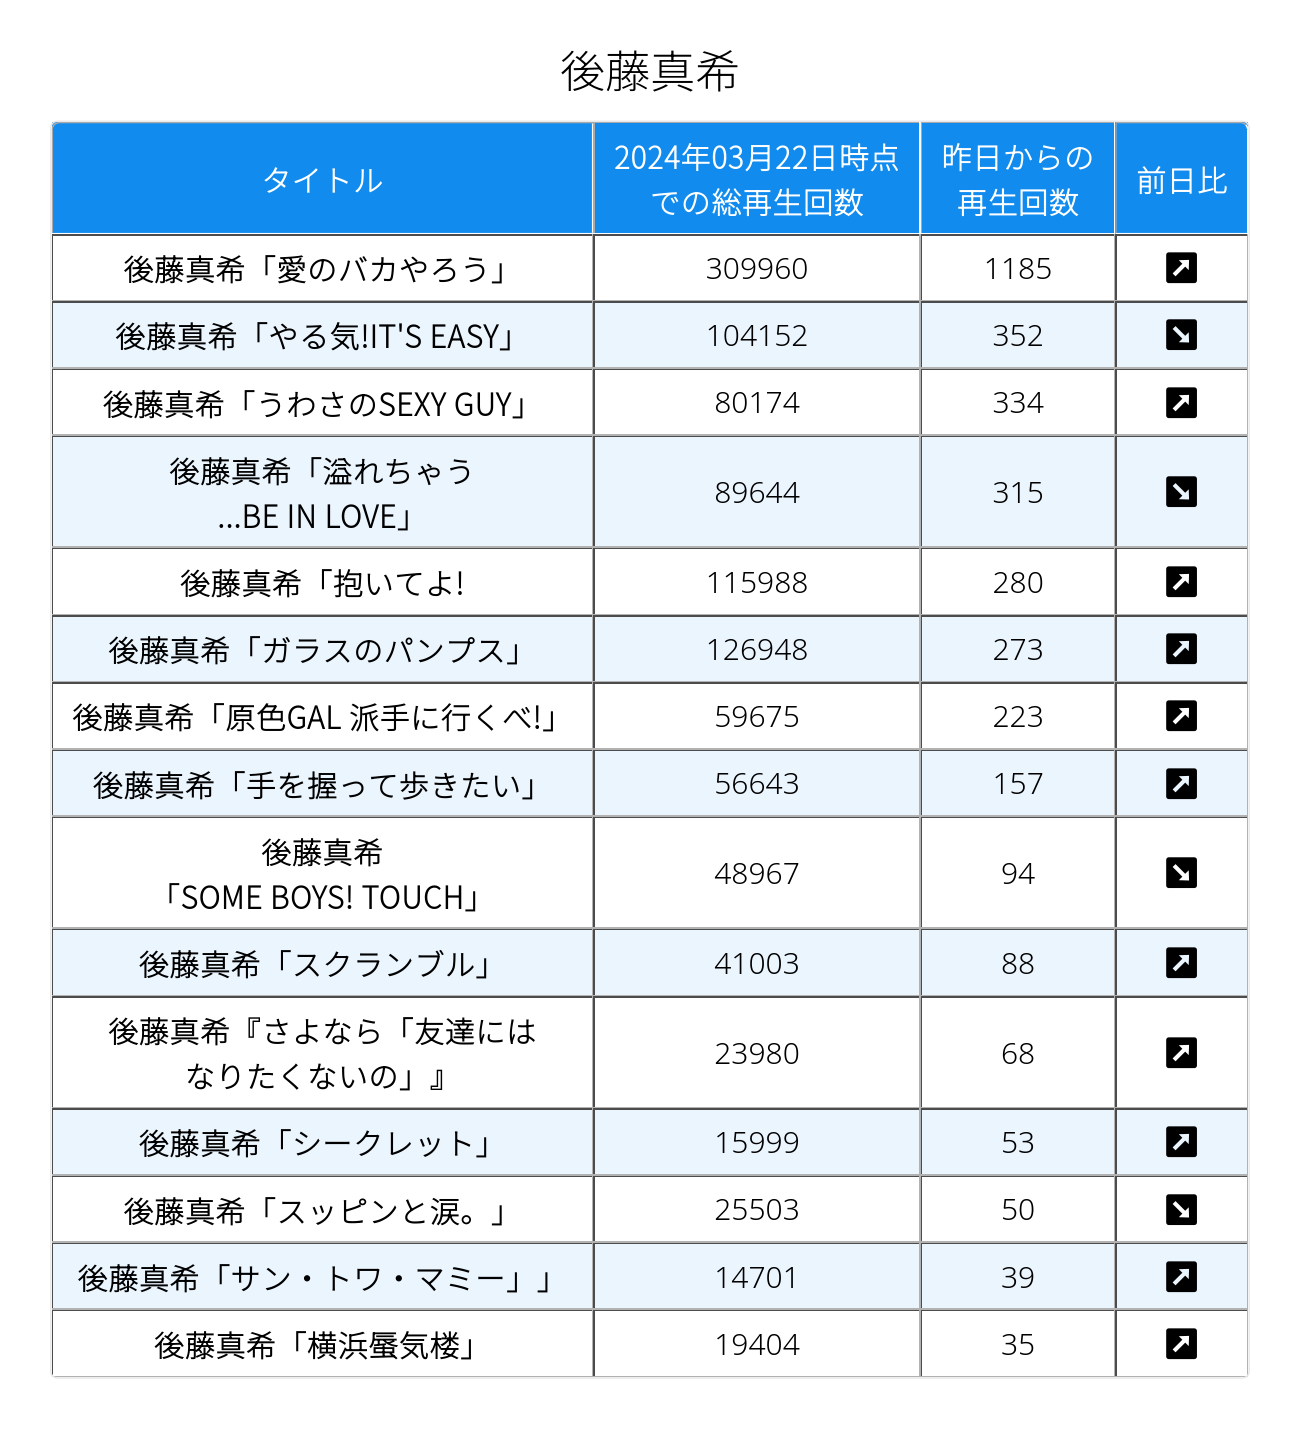 後藤真希
タイトル
2024年03月22日時点
での総再生回数
昨日からの
再生回数
前日比
後藤真希「愛のバカやろう」 309960 1185
後藤真希「やる気!IT'S EASY」 104152 352
後藤真希「うわさのSEXY GUY」 80174 334
後藤真希「溢れちゃう
...BE IN LOVE」 89644 315
後藤真希「抱いてよ! 115988 280
後藤真希「ガラスのパンプス」 126948 273
後藤真希「原色GAL 派手に行くべ!」 59675 223
後藤真希「手を握って歩きたい」 56643 157
後藤真希
「SOME BOYS! TOUCH」 48967 94
後藤真希「スクランブル」 41003 88
後藤真希『さよなら「友達には
なりたくないの」』 23980 68
後藤真希「シークレット」 15999 53
後藤真希「スッピンと涙。」 25503 50
後藤真希「サン・トワ・マミー」」 14701 39
後藤真希「横浜蜃気楼」 19404 35